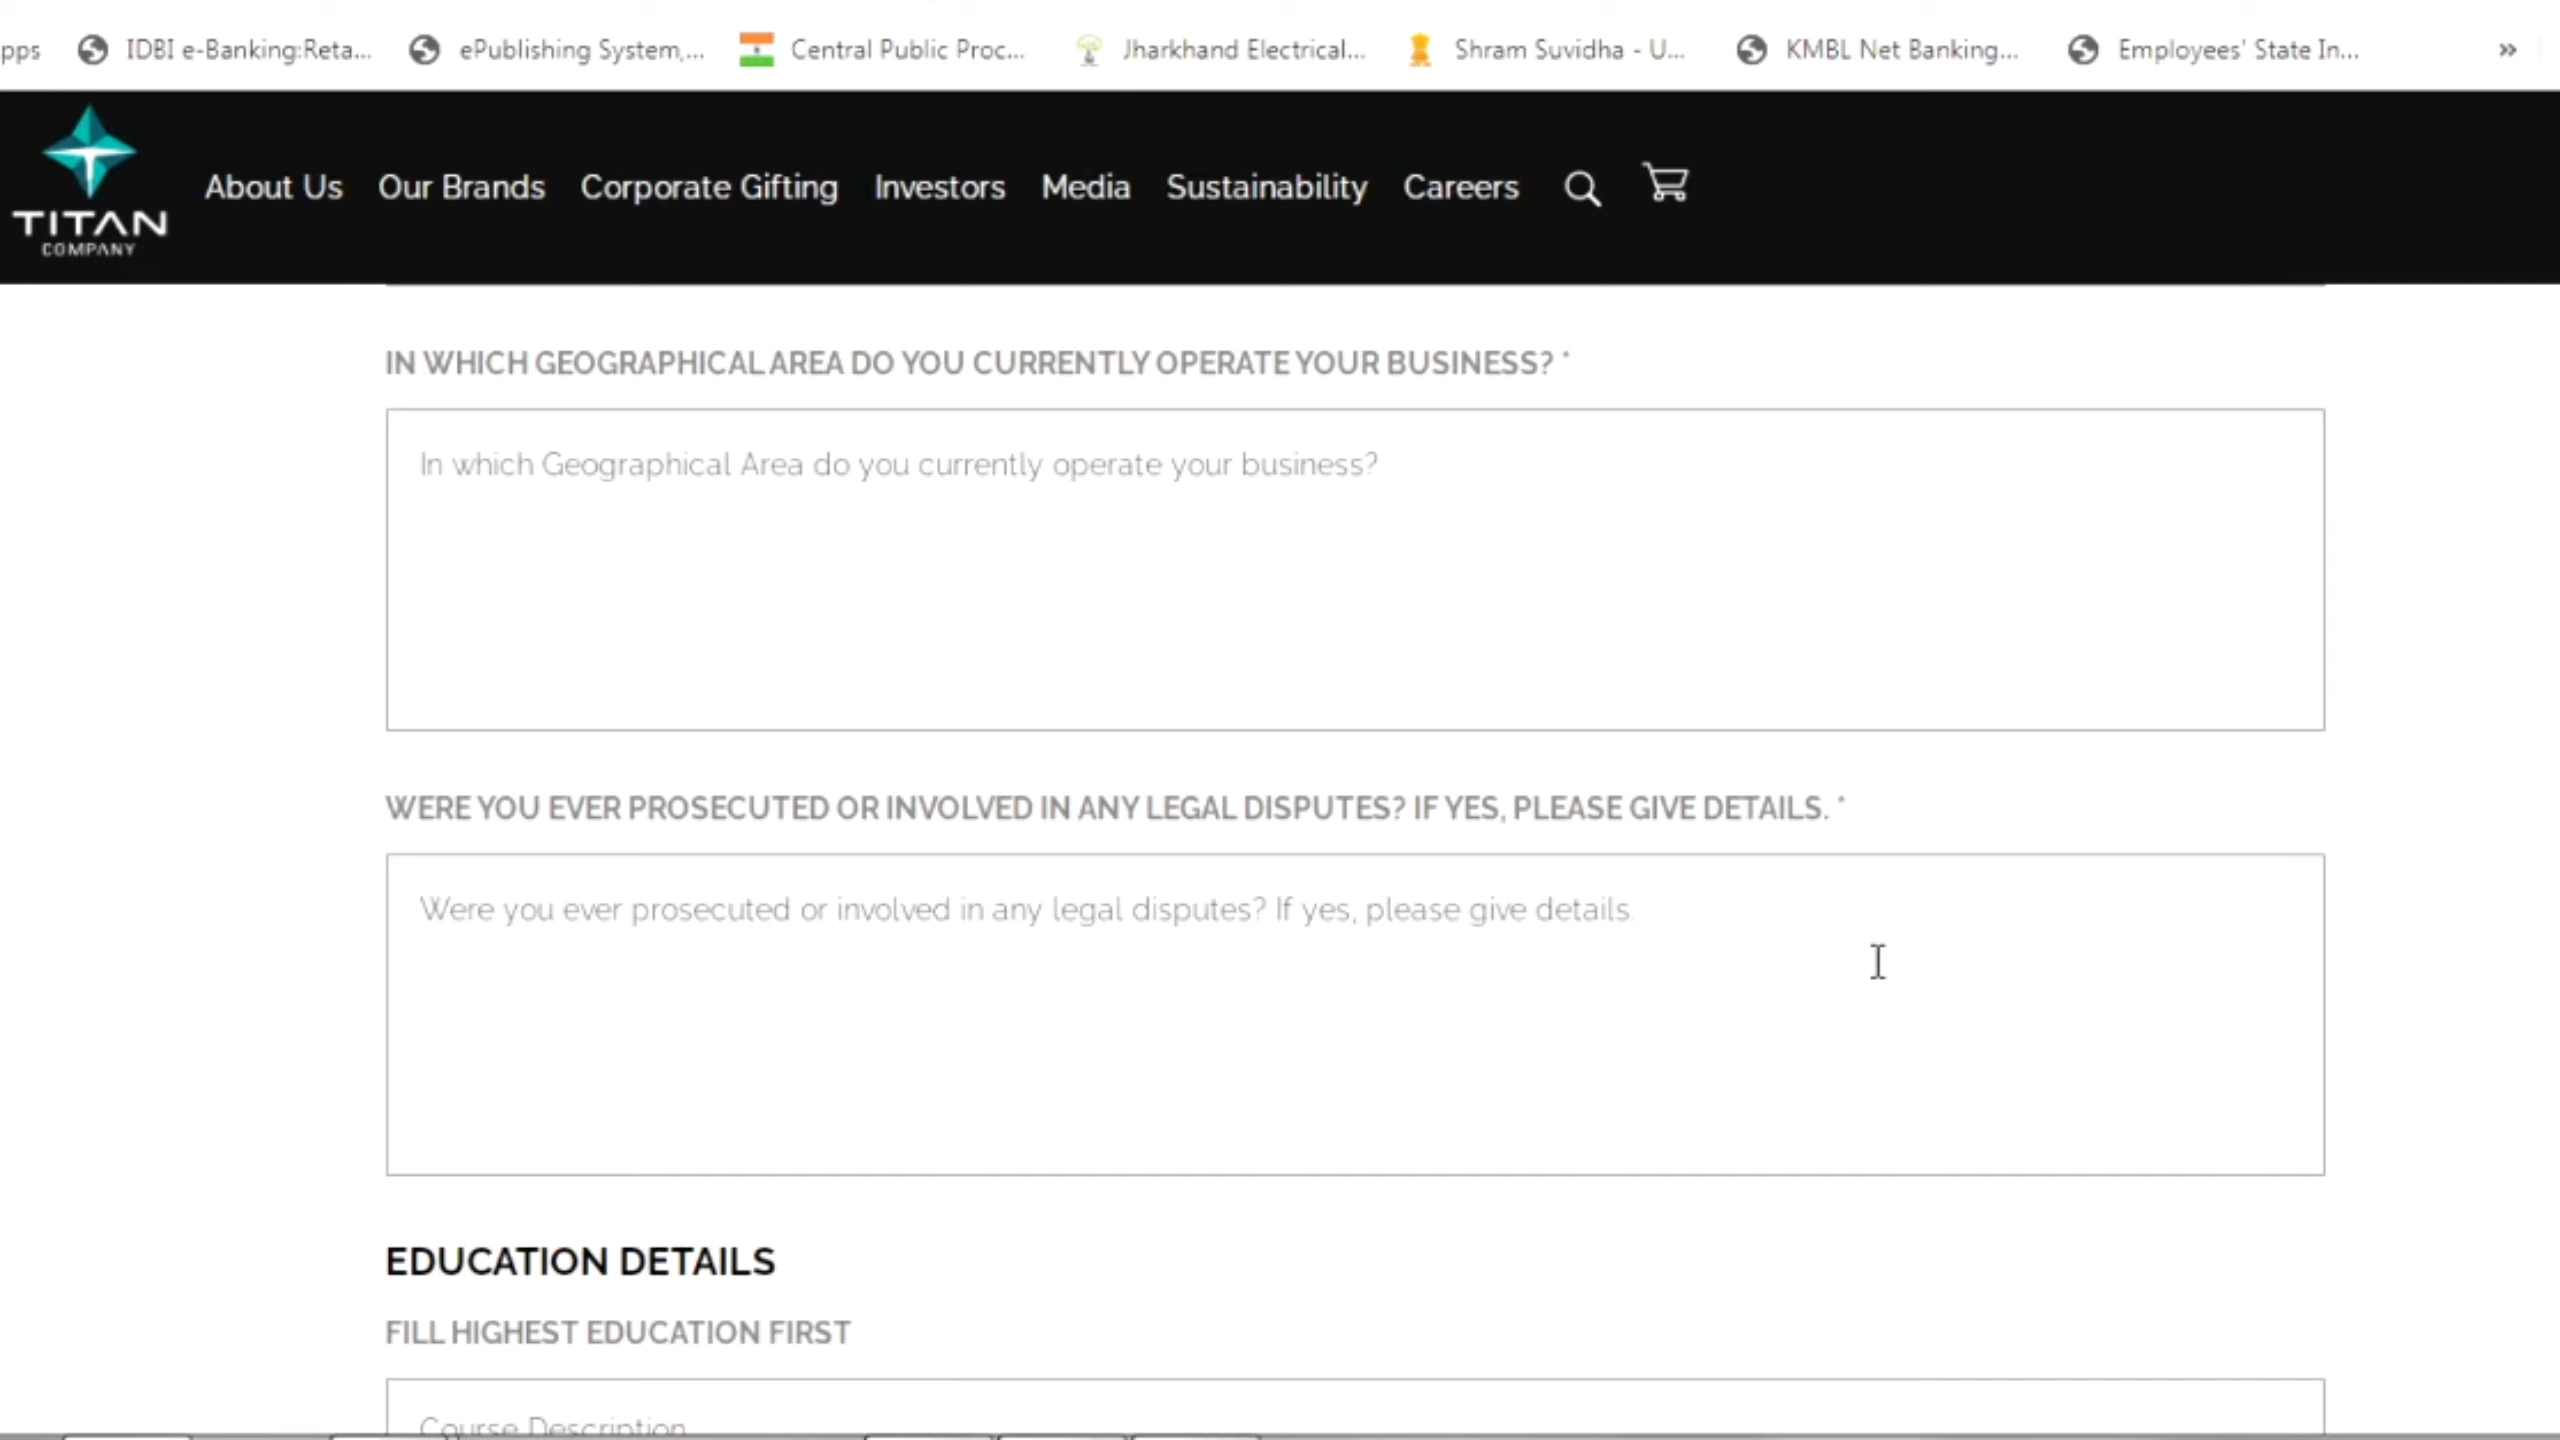 pps IDBI e-Banking:Reta... ePublishing System,... Central Public Proc... Jharkhand Electrical... Shram Suvidha - U... KMBL Net Banking... Employees' State In... »
TITAN
COMPANY
About Us Our Brands Corporate Gifting Investors Media Sustainability Careers
IN WHICH GEOGRAPHICAL AREA DO YOU CURRENTLY OPERATE YOUR BUSINESS? *
In which Geographical Area do you currently operate your business?
WERE YOU EVER PROSECUTED OR INVOLVED IN ANY LEGAL DISPUTES? IF YES, PLEASE GIVE DETAILS. *
Were you ever prosecuted or involved in any legal disputes? If yes, please give details.
EDUCATION DETAILS
FILL HIGHEST EDUCATION FIRST
Course Description